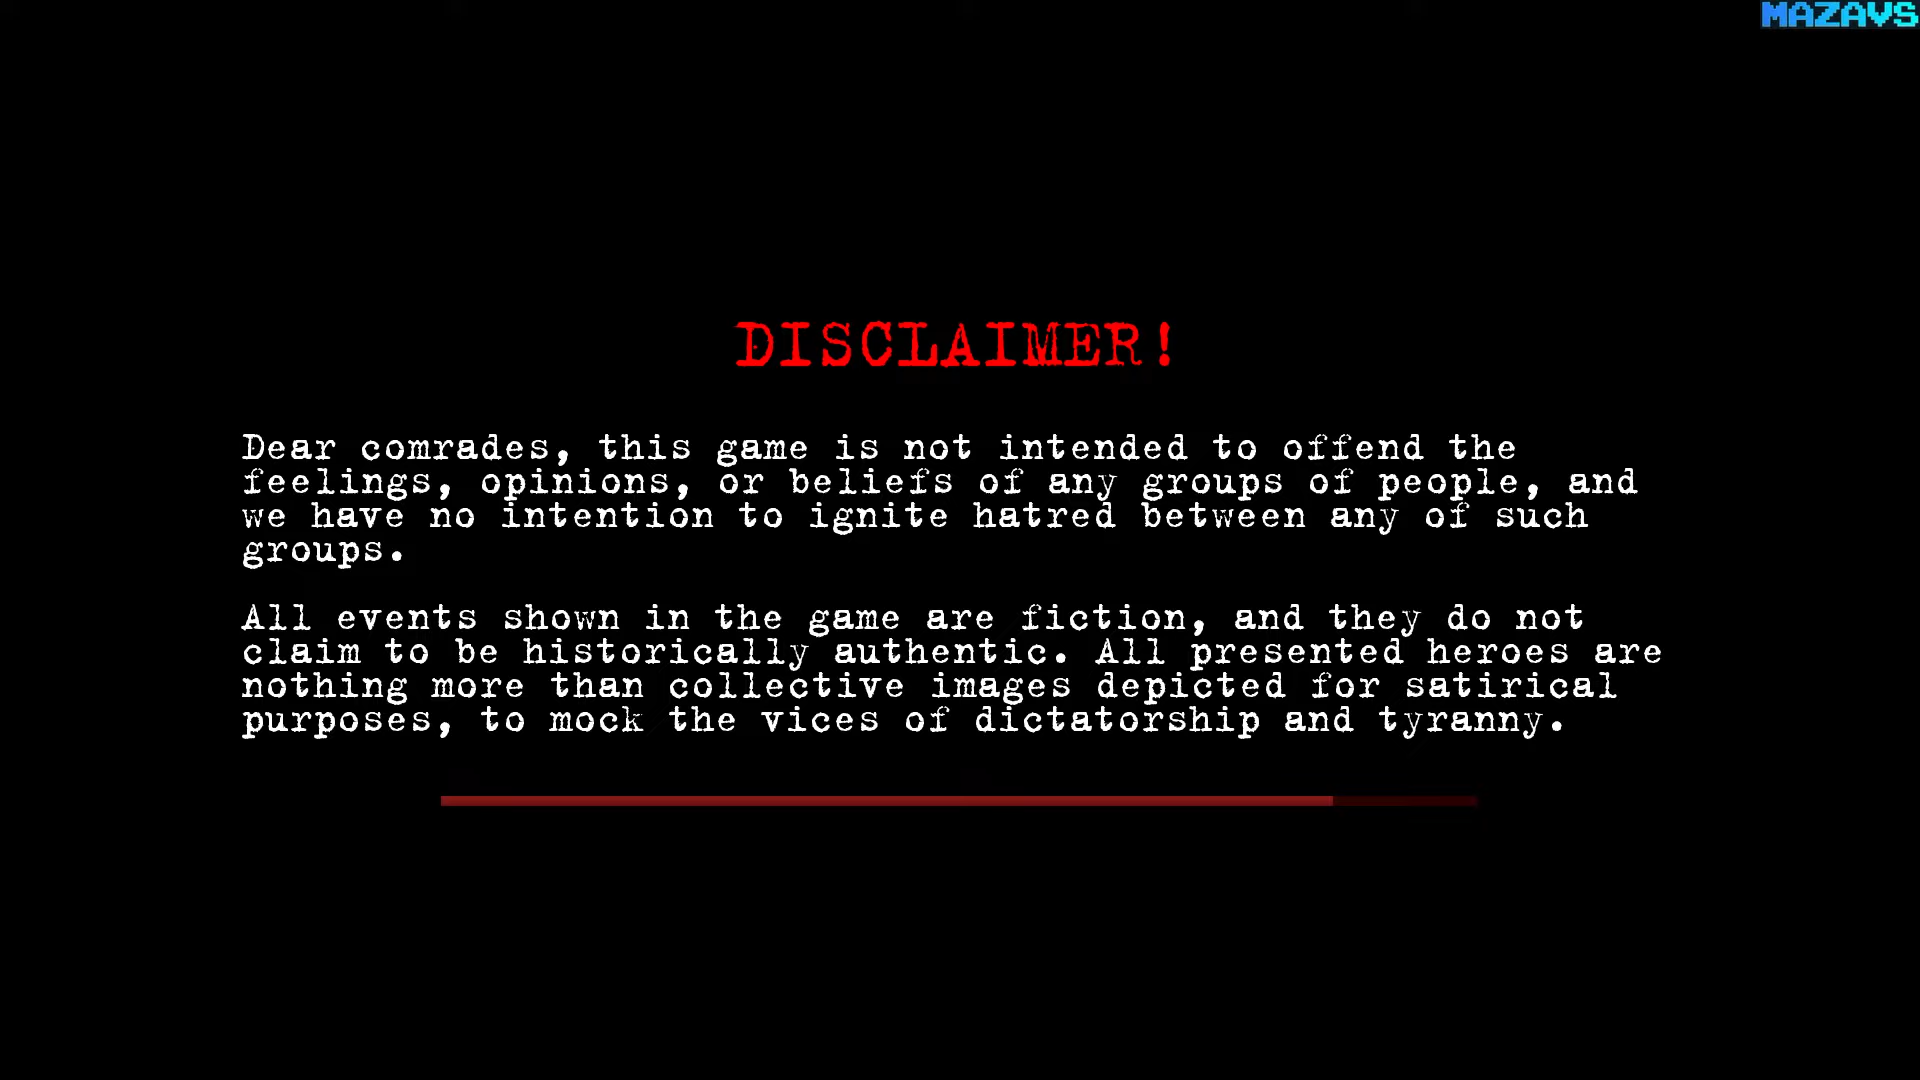 MAZAVS
DISCLAIMER!
Dear comrades, this game is not intended to offend the
feelings, opinions, or beliefs of any groups of people, and
we have no intention to ignite hatred between any of such
groups.
All events shown in the game are fiction, and they do not
claim to be historically authentic. All presented heroes are
nothing more than collective images depicted for satirical
purposes, to mock the vices of dictatorship and tyranny.